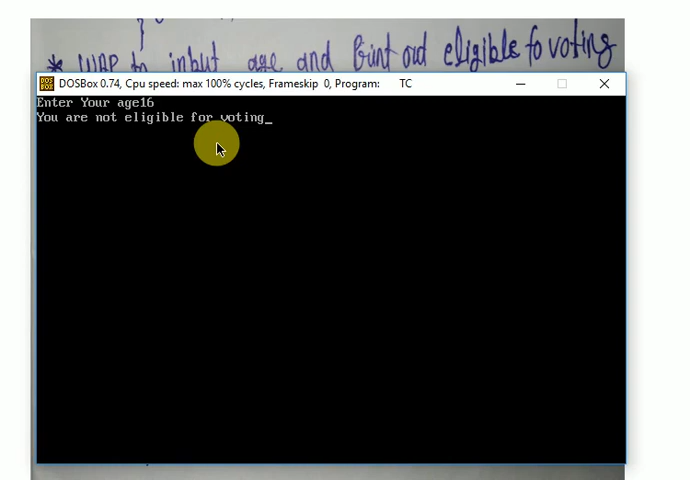 * WAP to input age and Print out eligible fo voting
DOSBox 0.74, Cpu speed: max 100% cycles, Frameskip 0, Program: TC
Enter Your age16
You are not eligible for voting_